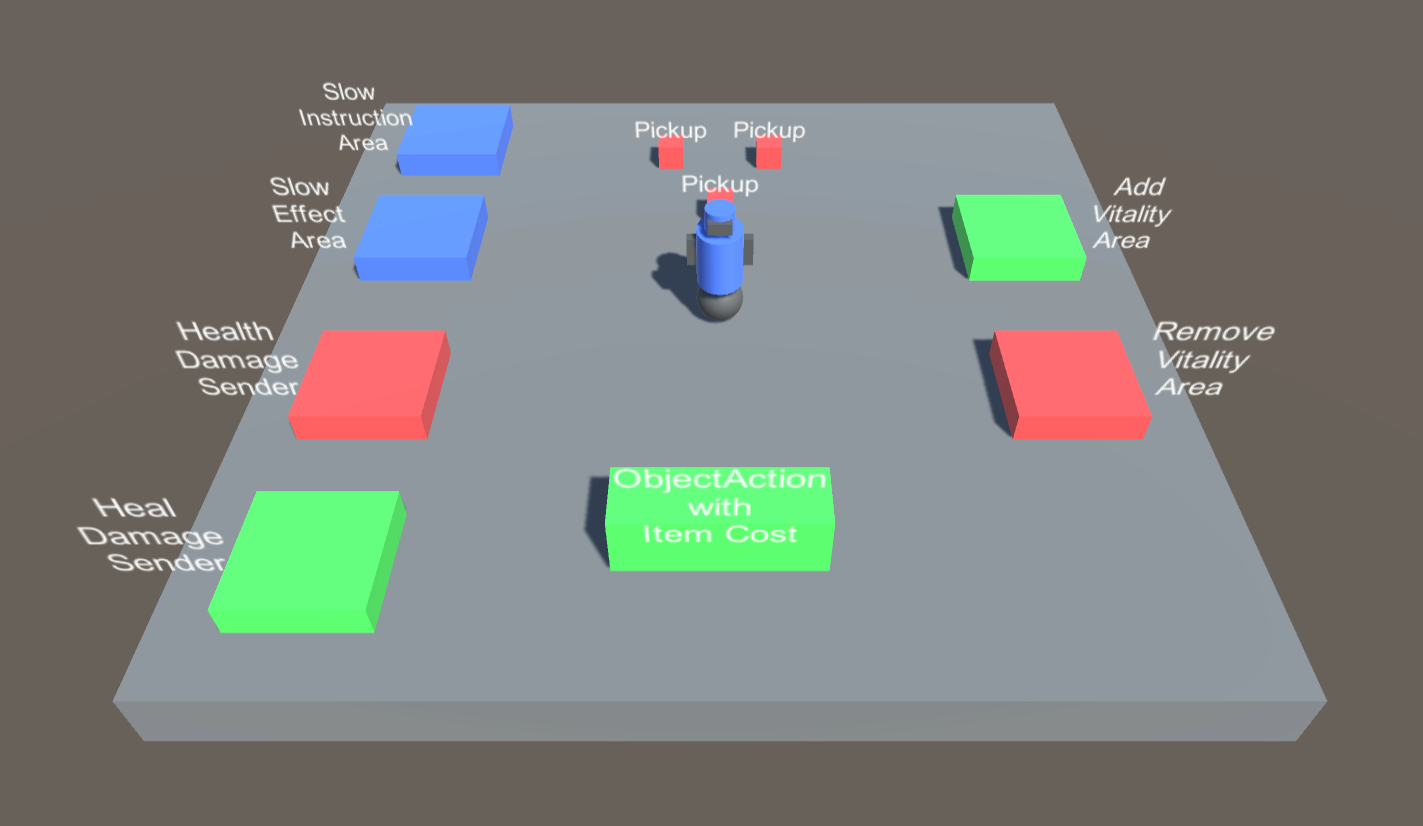 Slow
Instruction
Area
Pickup
Pickup
Slow
Effect
Area
Pickup
Add
Vitality
Area
Health
Damage
Sender
Remove
Vitality
Area
Heal
Damage
Sender
ObjectAction
with
Item Cost